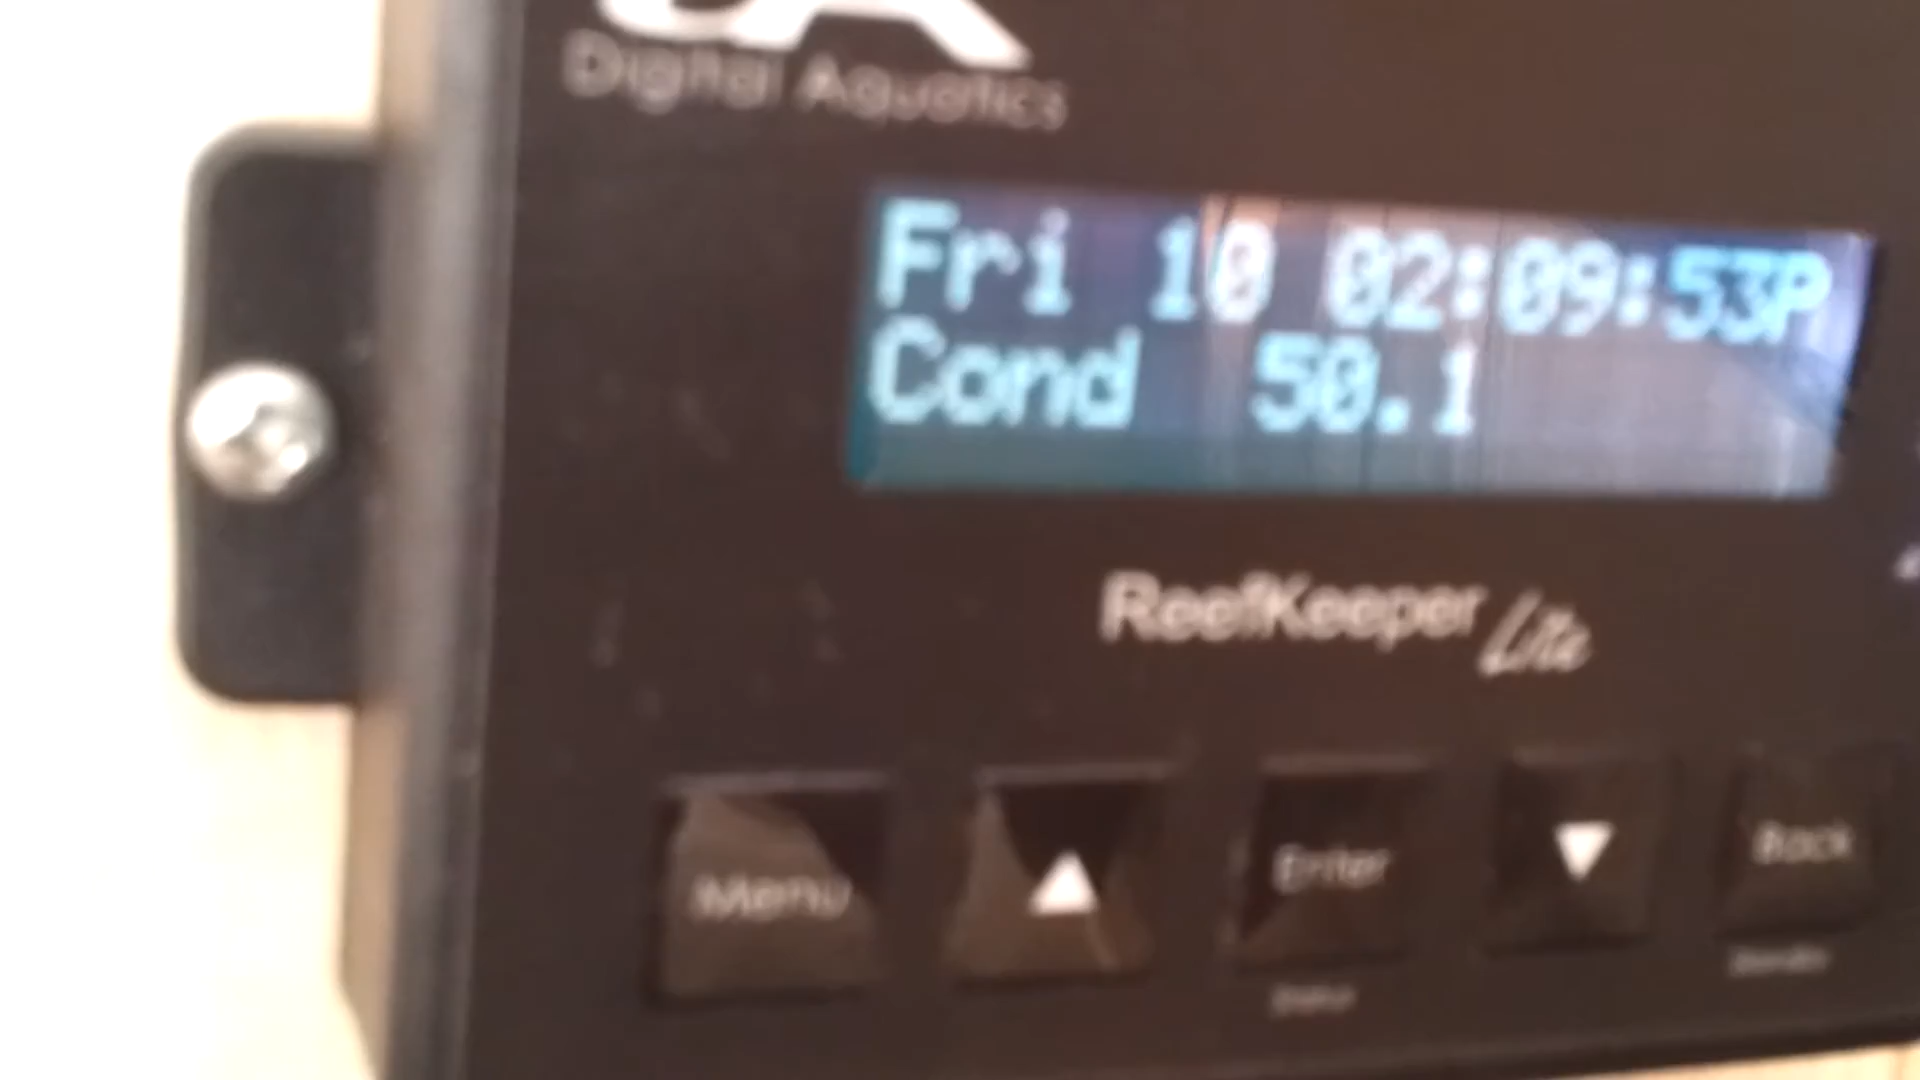 Digital Aquatics
Fri 10 02:09:53P
Cond 50.1
ReefKeeper Lite
Menu
Enter
Back